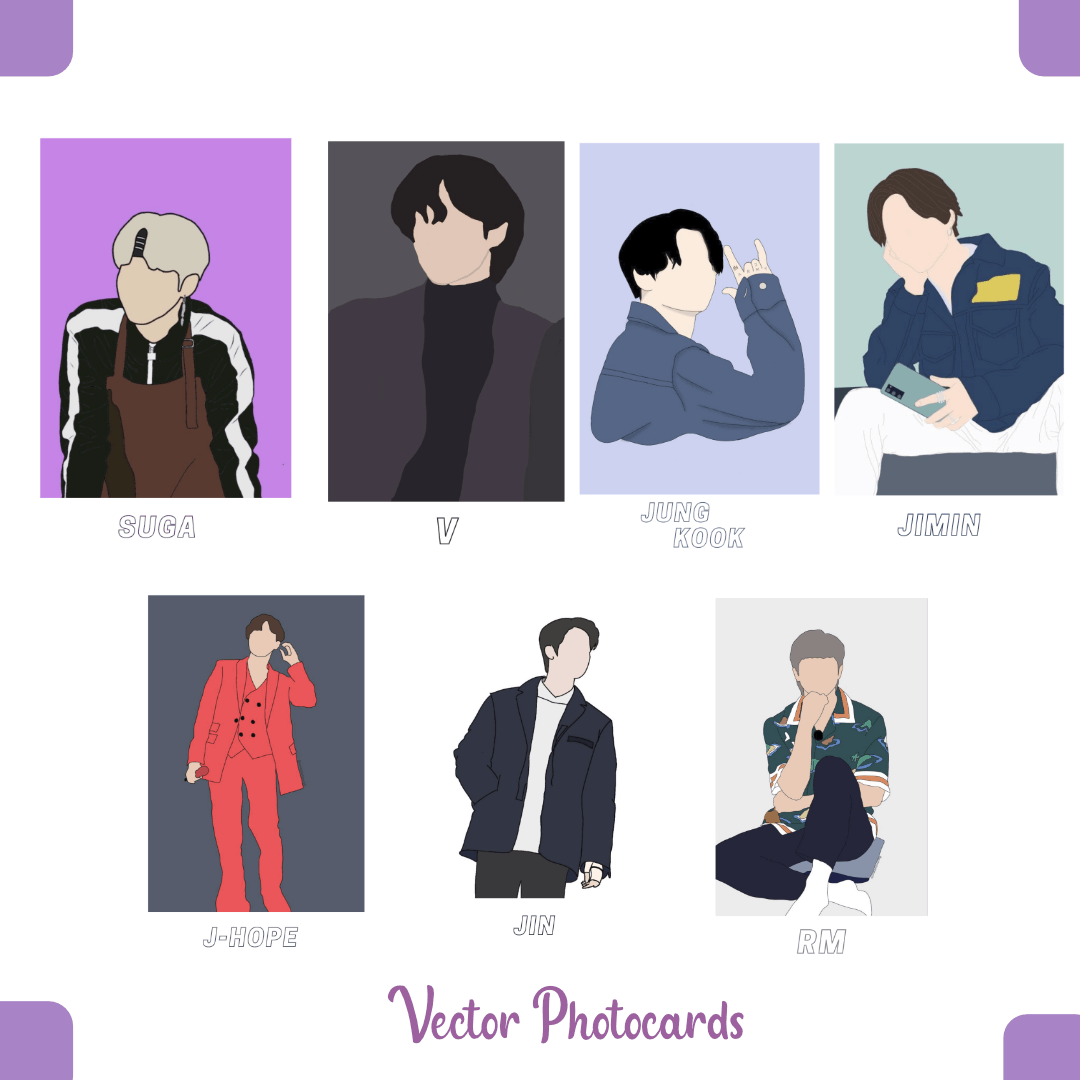 SUGA
V
JUNG
KOOK
JIMIN
J-HOPE
JIN
RM
Vector Photocards